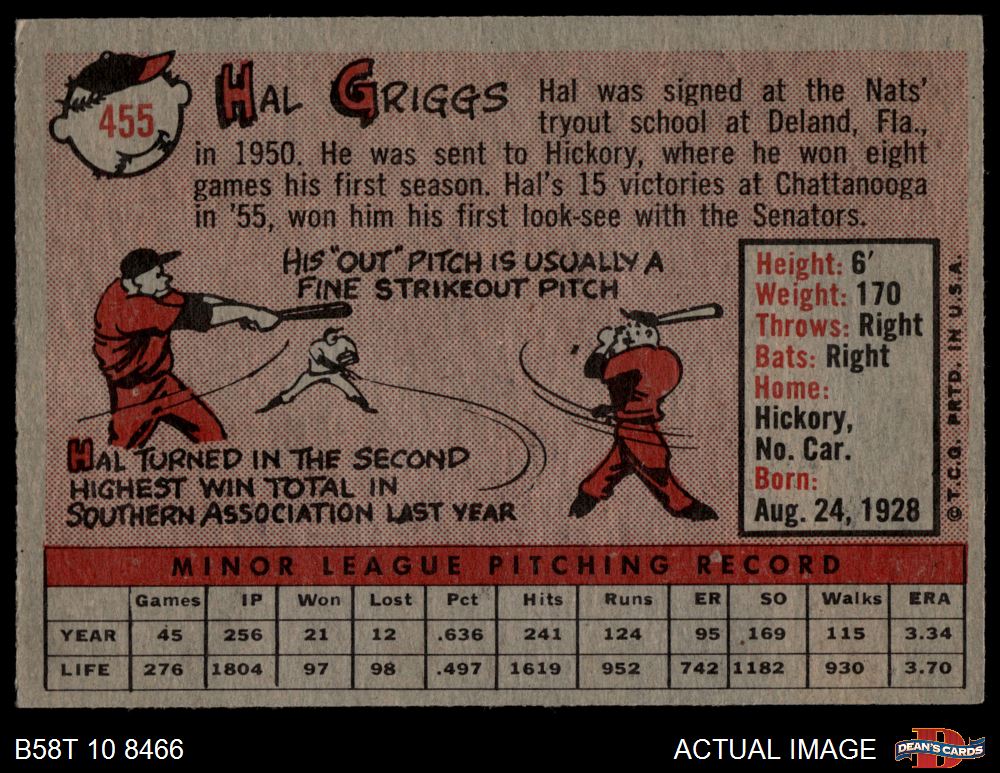 455
HAL GRIGGS
Hal was signed at the Nats'
tryout school at Deland, Fla.,
in 1950. He was sent to Hickory, where he won eight
games his first season. Hal's 15 victories at Chattanooga
in '55, won him his first look-see with the Senators.
HIS "OUT" PITCH IS USUALLY A
FINE STRIKEOUT PITCH
HAL TURNED IN THE SECOND
HIGHEST WIN TOTAL IN
SOUTHERN ASSOCIATION LAST YEAR
Height: 6'
Weight: 170
Throws: Right
Bats: Right
Home:
Hickory,
No. Car.
Born:
Aug. 24, 1928
© T.C.G. PRTD. IN U.S.A.
MINOR LEAGUE PITCHING RECORD
Games IP Won Lost Pct Hits Runs ER SO Walks ERA
YEAR 45 256 21 12 .636 241 124 95 169 115 3.34
LIFE 276 1804 97 98 .497 1619 952 742 1182 930 3.70
B58T 10 8466
ACTUAL IMAGE
D
DEAN'S CARDS